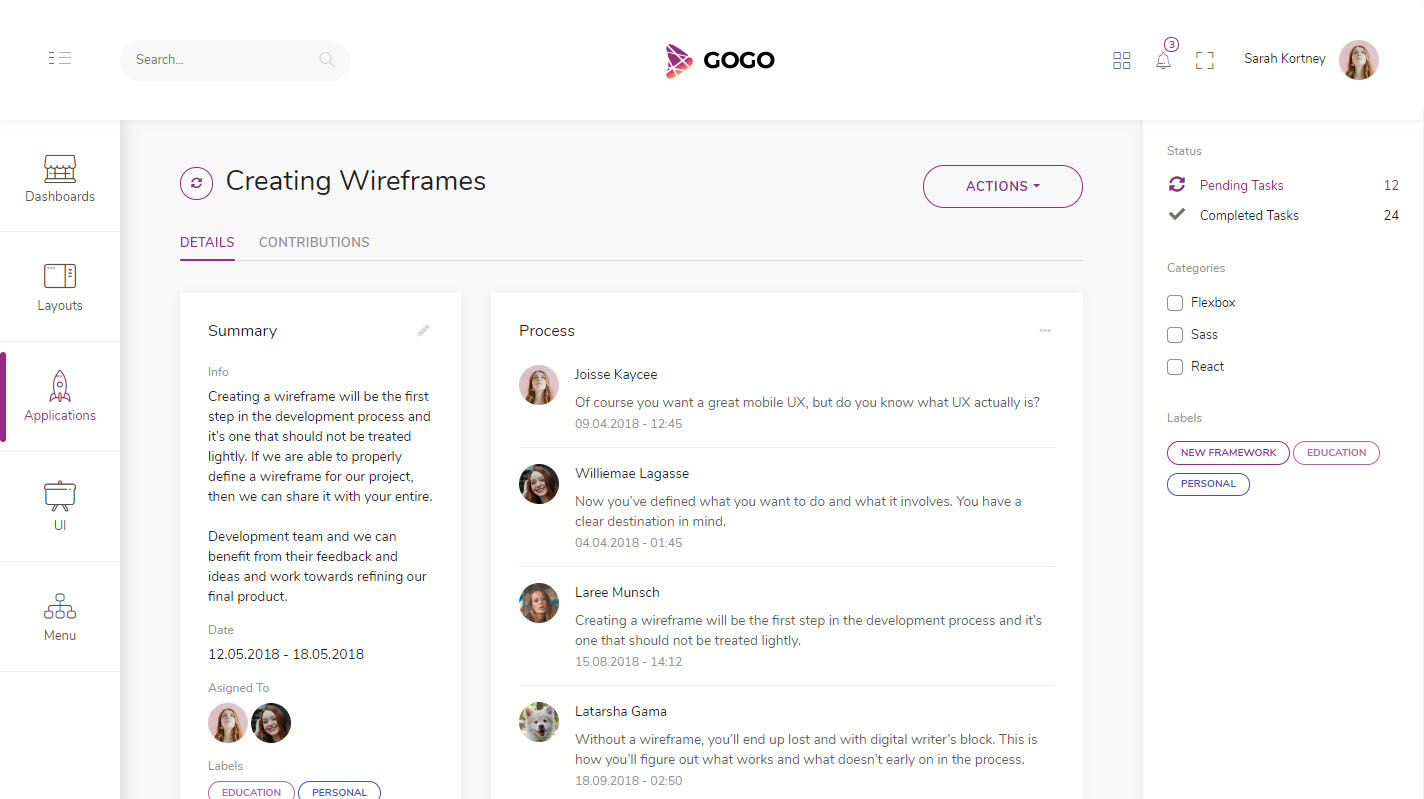 Search...
GOGO
3
Sarah Kortney
Dashboards
Layouts
Applications
UI
Menu
Creating Wireframes
ACTIONS
DETAILS
CONTRIBUTIONS
Summary
Info
Creating a wireframe will be the first
step in the development process and
it's one that should not be treated
lightly. If we are able to properly
define a wireframe for our project,
then we can share it with your entire.
Development team and we can
benefit from their feedback and
ideas and work towards refining our
final product.
Date
12.05.2018 - 18.05.2018
Asigned To
Labels
EDUCATION
PERSONAL
Process
Joisse Kaycee
Of course you want a great mobile UX, but do you know what UX actually is?
09.04.2018 - 12:45
Williemae Lagasse
Now you've defined what you want to do and what it involves. You have a
clear destination in mind.
04.04.2018 - 01:45
Laree Munsch
Creating a wireframe will be the first step in the development process and it's
one that should not be treated lightly.
15.08.2018 - 14:12
Latarsha Gama
Without a wireframe, you'll end up lost and with digital writer's block. This is
how you'll figure out what works and what doesn't early on in the process.
18.09.2018 - 02:50
Status
Pending Tasks 12
Completed Tasks 24
Categories
Flexbox
Sass
React
Labels
NEW FRAMEWORK
EDUCATION
PERSONAL